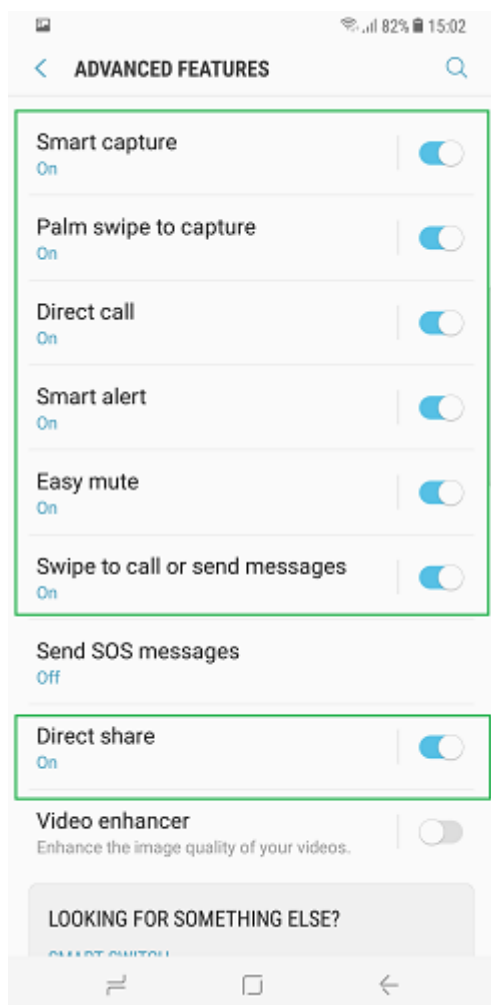 82% 15:02
ADVANCED FEATURES
Smart capture
On
Palm swipe to capture
On
Direct call
On
Smart alert
On
Easy mute
On
Swipe to call or send messages
On
Send SOS messages
Off
Direct share
On
Video enhancer
Enhance the image quality of your videos.
LOOKING FOR SOMETHING ELSE?
SMART SWITCH